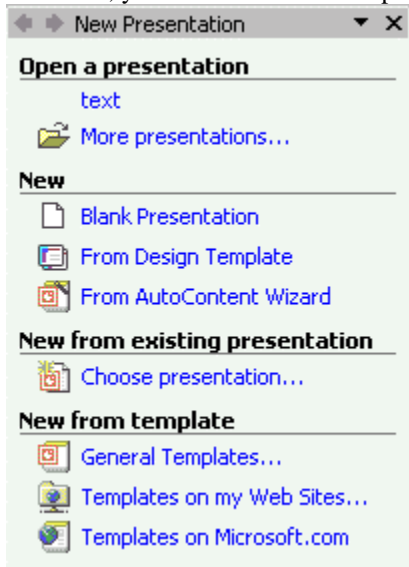 New Presentation
Open a presentation
text
More presentations...
New
Blank Presentation
From Design Template
From AutoContent Wizard
New from existing presentation
Choose presentation...
New from template
General Templates...
Templates on my Web Sites...
Templates on Microsoft.com